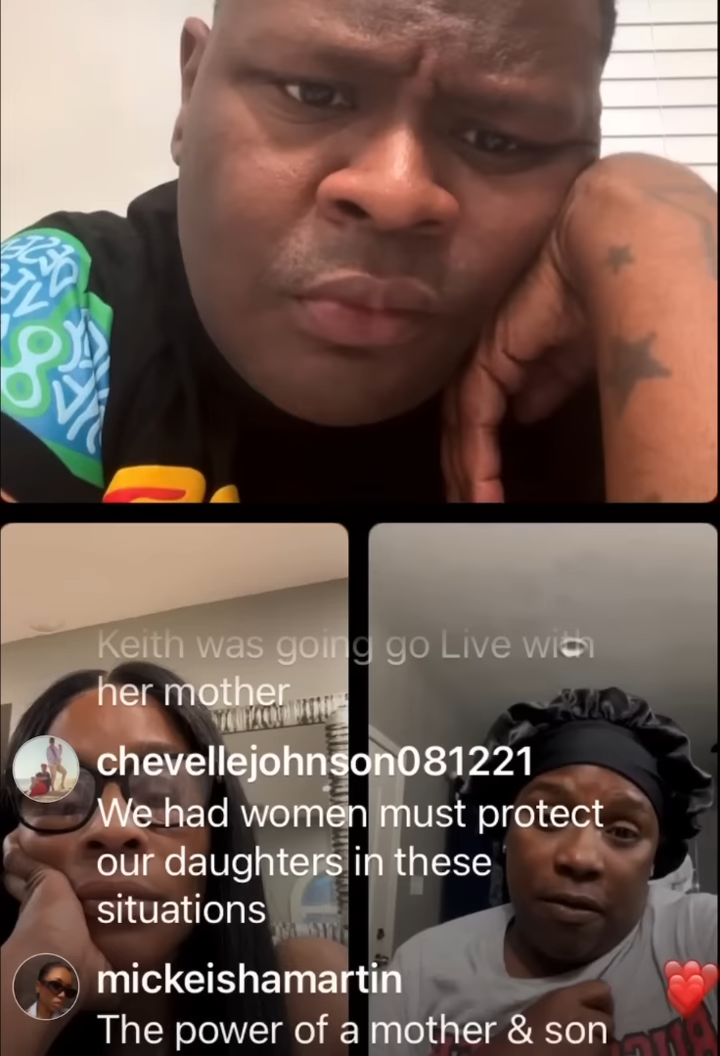 Keith was going go Live with
her mother
chevellejohnson081221
We had women must protect
our daughters in these
situations
mickeishamartin
The power of a mother & son